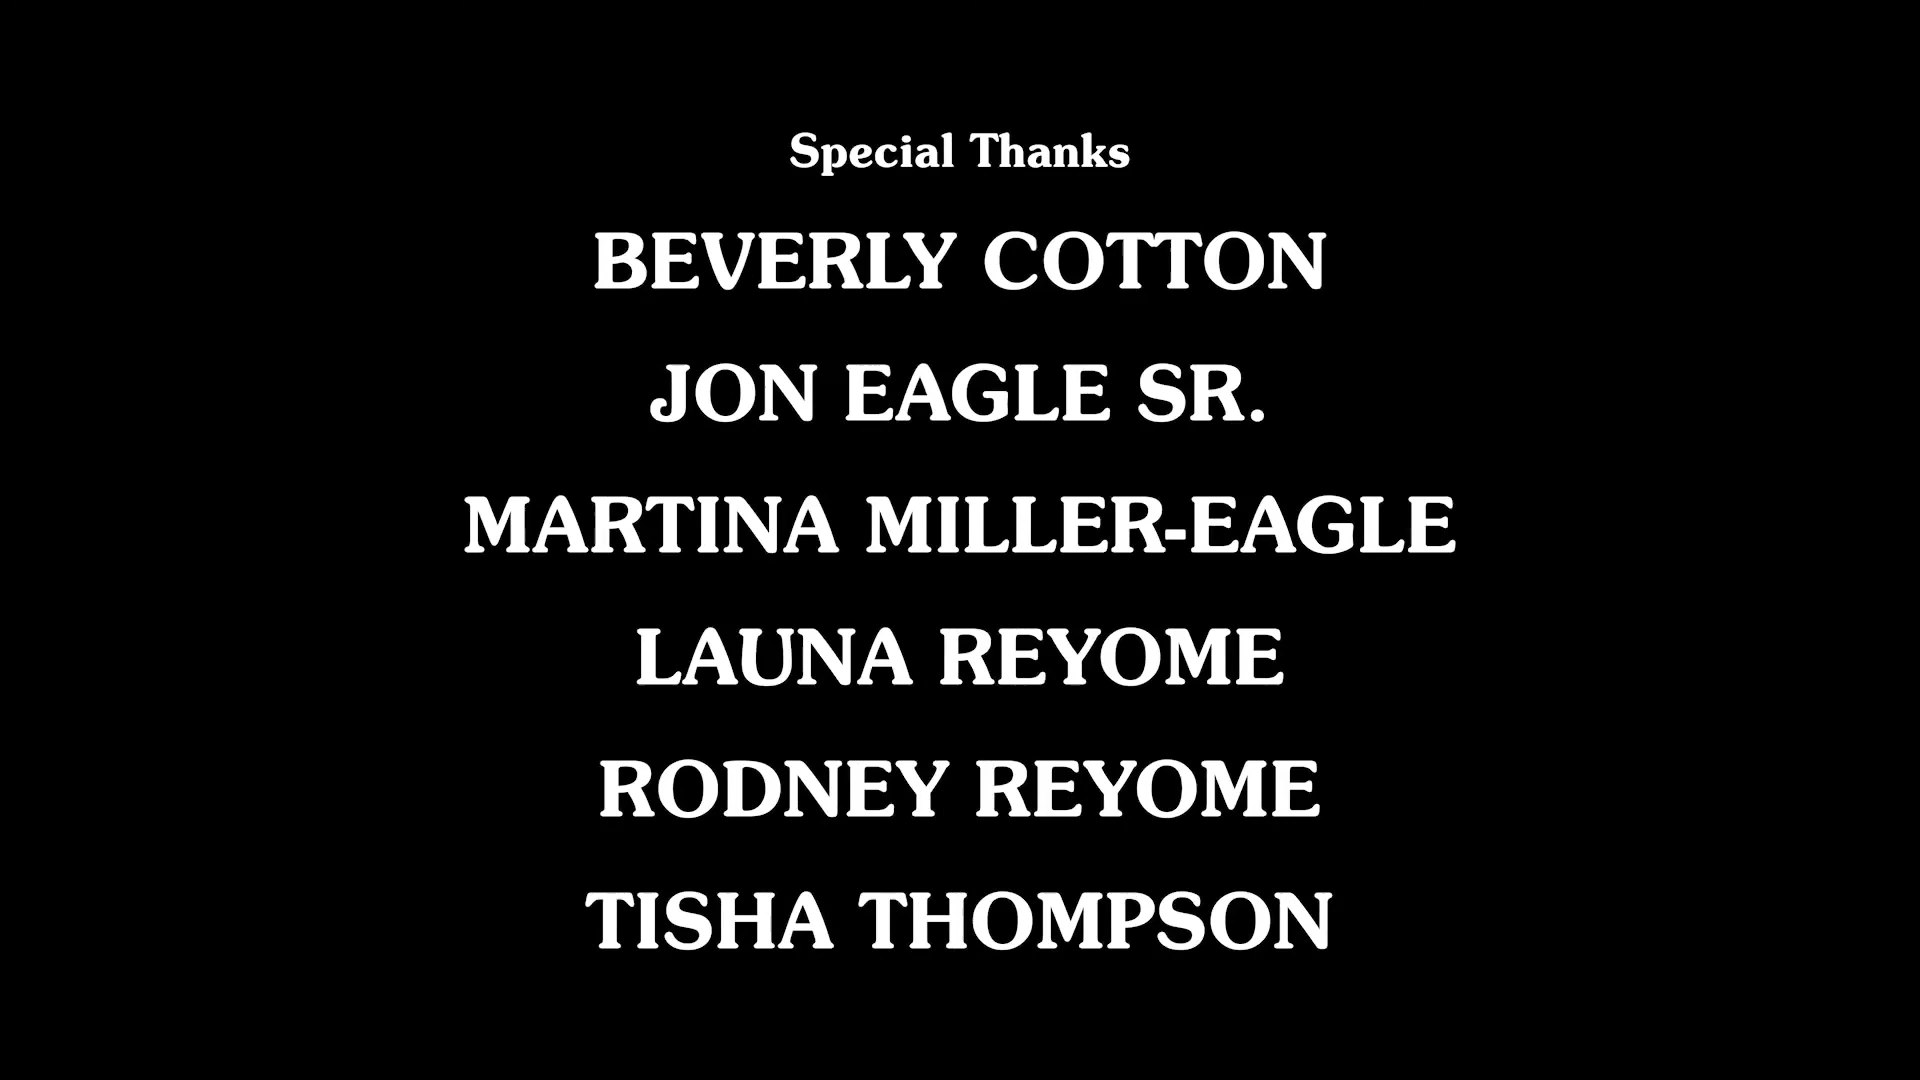 Special Thanks
BEVERLY COTTON
JON EAGLE SR.
MARTINA MILLER-EAGLE
LAUNA REYOME
RODNEY REYOME
TISHA THOMPSON